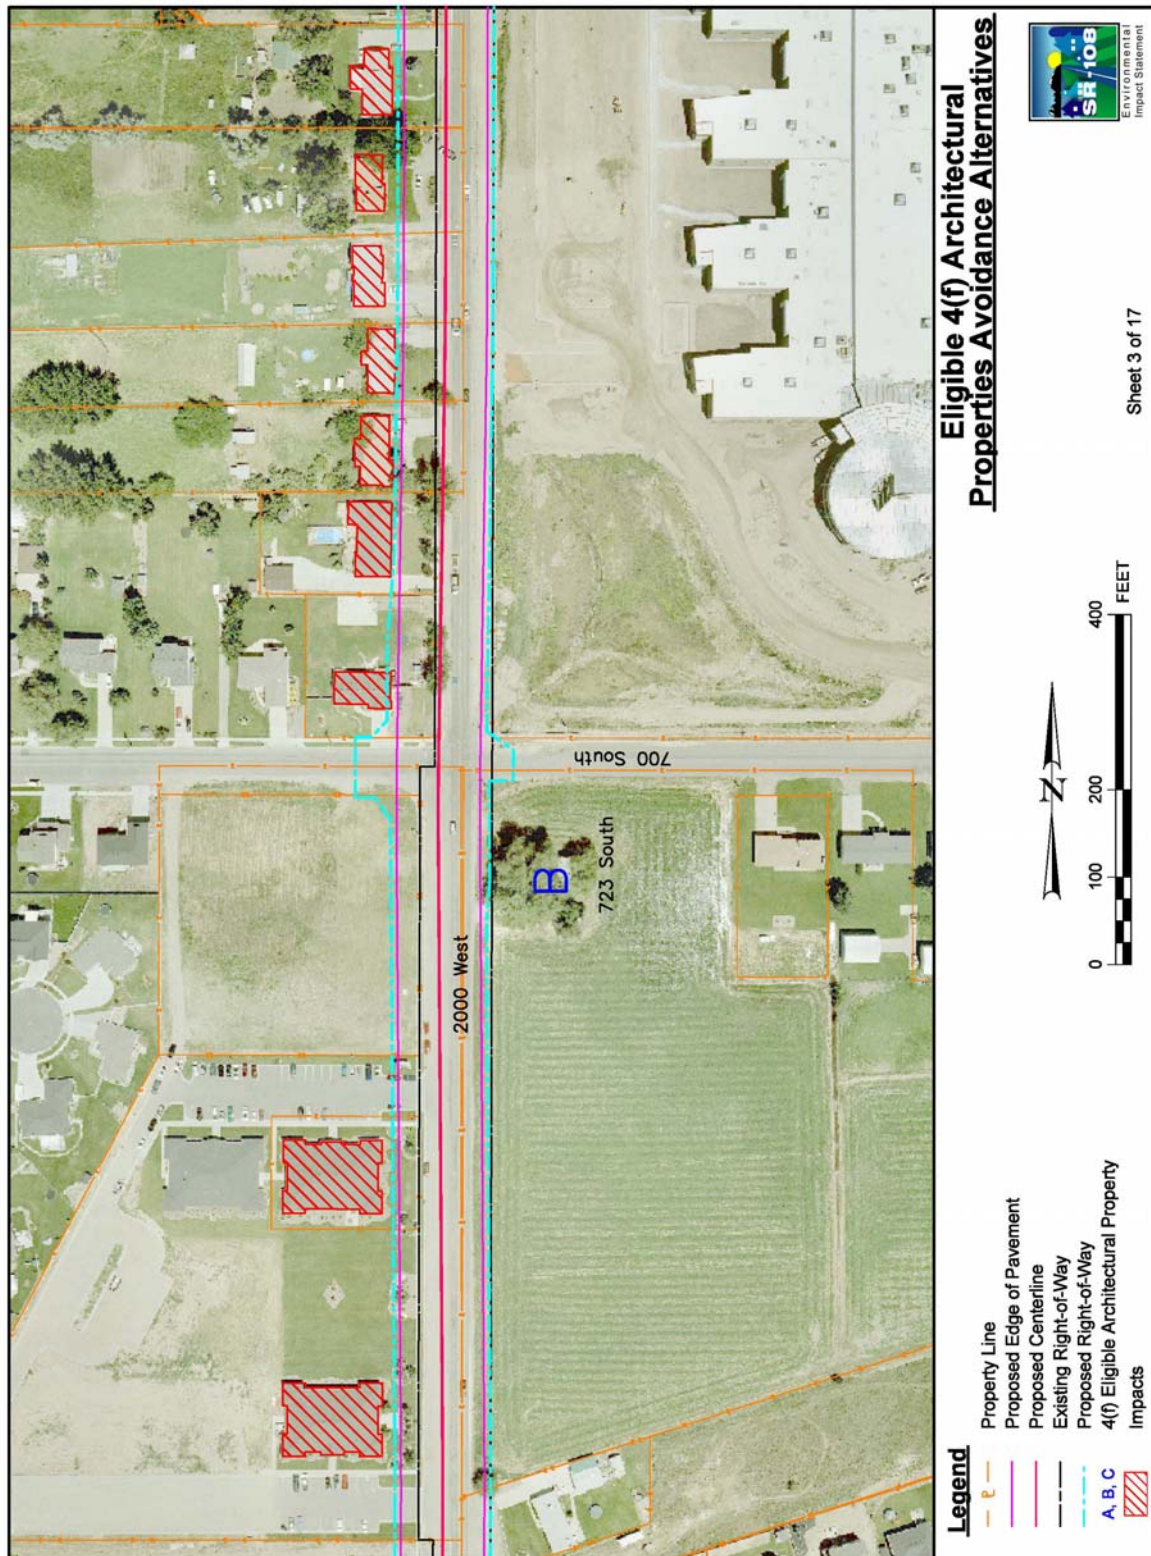 2000 West
700 South
B
723 South
Eligible 4(f) Architectural
Properties Avoidance Alternatives
Legend
P Property Line
Proposed Edge of Pavement
Proposed Centerline
Existing Right-of-Way
Proposed Right-of-Way
A, B, C 4(f) Eligible Architectural Property
Impacts
N
0 100 200 400
FEET
Sheet 3 of 17
SR-108
Environmental
Impact Statement